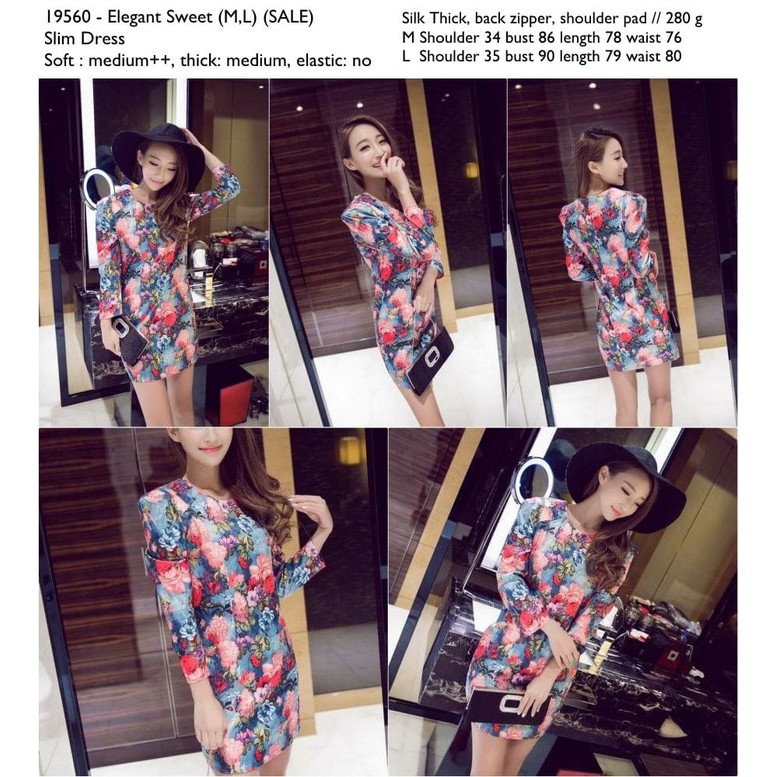 19560 - Elegant Sweet (M,L) (SALE)
Slim Dress
Soft : medium++, thick: medium, elastic: no
Silk Thick, back zipper, shoulder pad // 280 g
M Shoulder 34 bust 86 length 78 waist 76
L  Shoulder 35 bust 90 length 79 waist 80